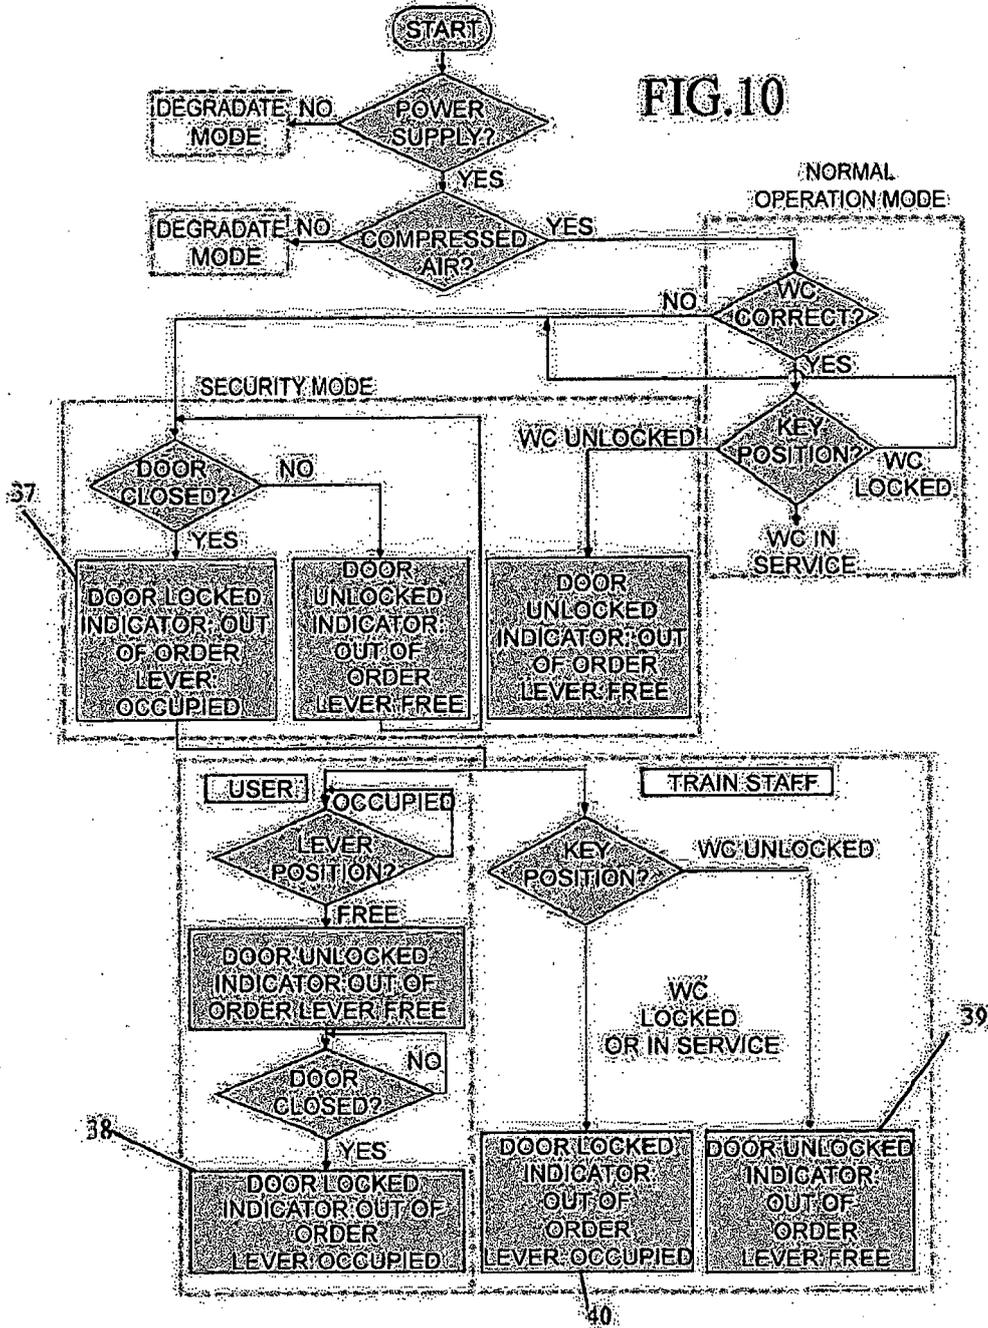 START
FIG.10
DEGRADATE
MODE
NO
POWER
SUPPLY?
YES
NORMAL
OPERATION MODE
DEGRADATE
MODE
NO
COMPRESSED
AIR?
YES
NO
WC
CORRECT?
YES
SECURITY MODE
WC UNLOCKED
KEY
POSITION?
WC
LOCKED
WC IN
SERVICE
DOOR
CLOSED?
NO
YES
37
DOOR LOCKED
INDICATOR: OUT
OF ORDER
LEVER:
OCCUPIED
DOOR
UNLOCKED
INDICATOR:
OUT OF
ORDER
LEVER FREE
DOOR
UNLOCKED
INDICATOR: OUT
OF ORDER
LEVER FREE
USER
TRAIN STAFF
OCCUPIED
LEVER
POSITION?
FREE
KEY
POSITION?
WC UNLOCKED
DOOR UNLOCKED
INDICATOR OUT OF
ORDER LEVER FREE
WC
LOCKED
OR IN SERVICE
39
NO
DOOR
CLOSED?
YES
38
DOOR LOCKED
INDICATOR OUT OF
ORDER
LEVER OCCUPIED
DOOR LOCKED
INDICATOR
OUT OF
ORDER
LEVER OCCUPIED
DOOR UNLOCKED
INDICATOR
OUT OF
ORDER
LEVER FREE
40